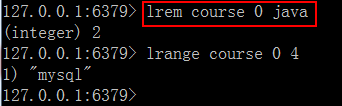 127.0.0.1:6379> lrem course 0 java
(integer) 2
127.0.0.1:6379> lrange course 0 4
1) "mysql"
127.0.0.1:6379>